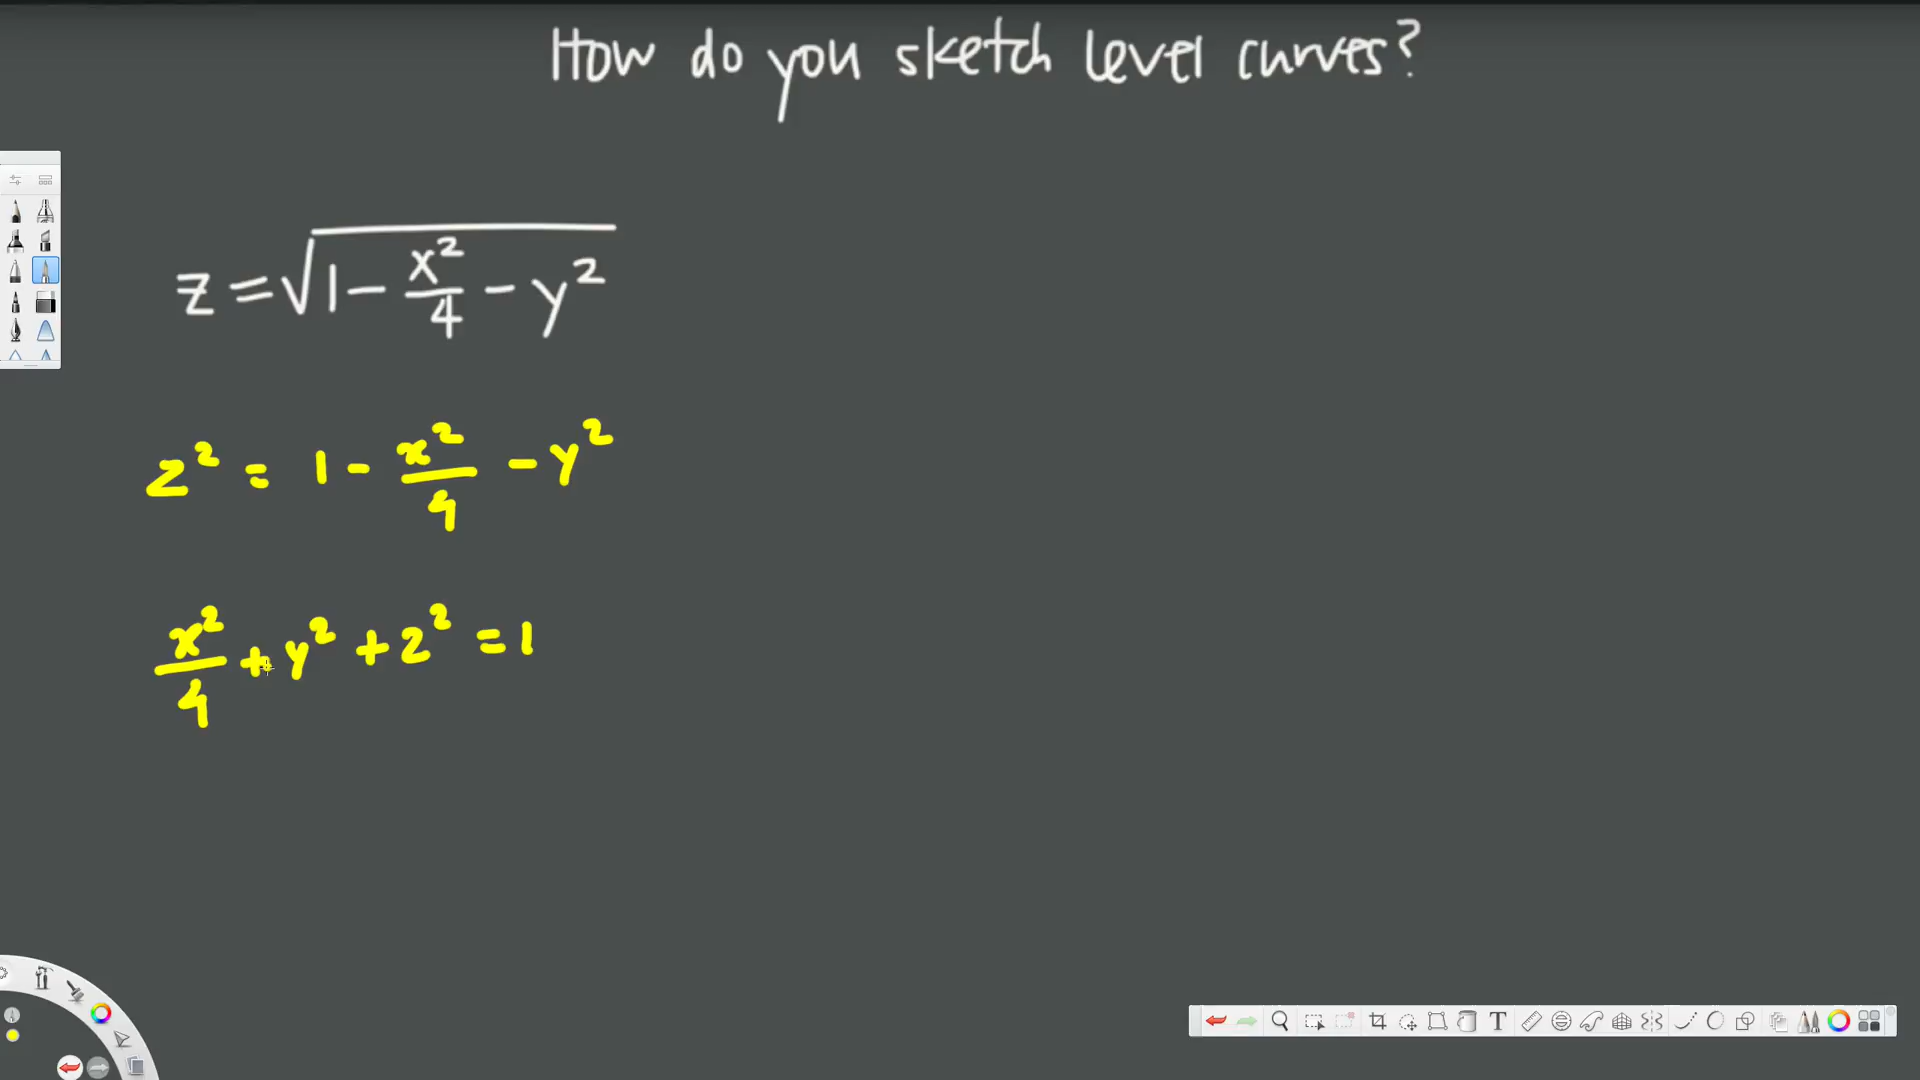 How do you sketch level curves?
z = √(1 - x²/4 - y²)
z² = 1 - x²/4 - y²
x²/4 + y² + z² = 1
T